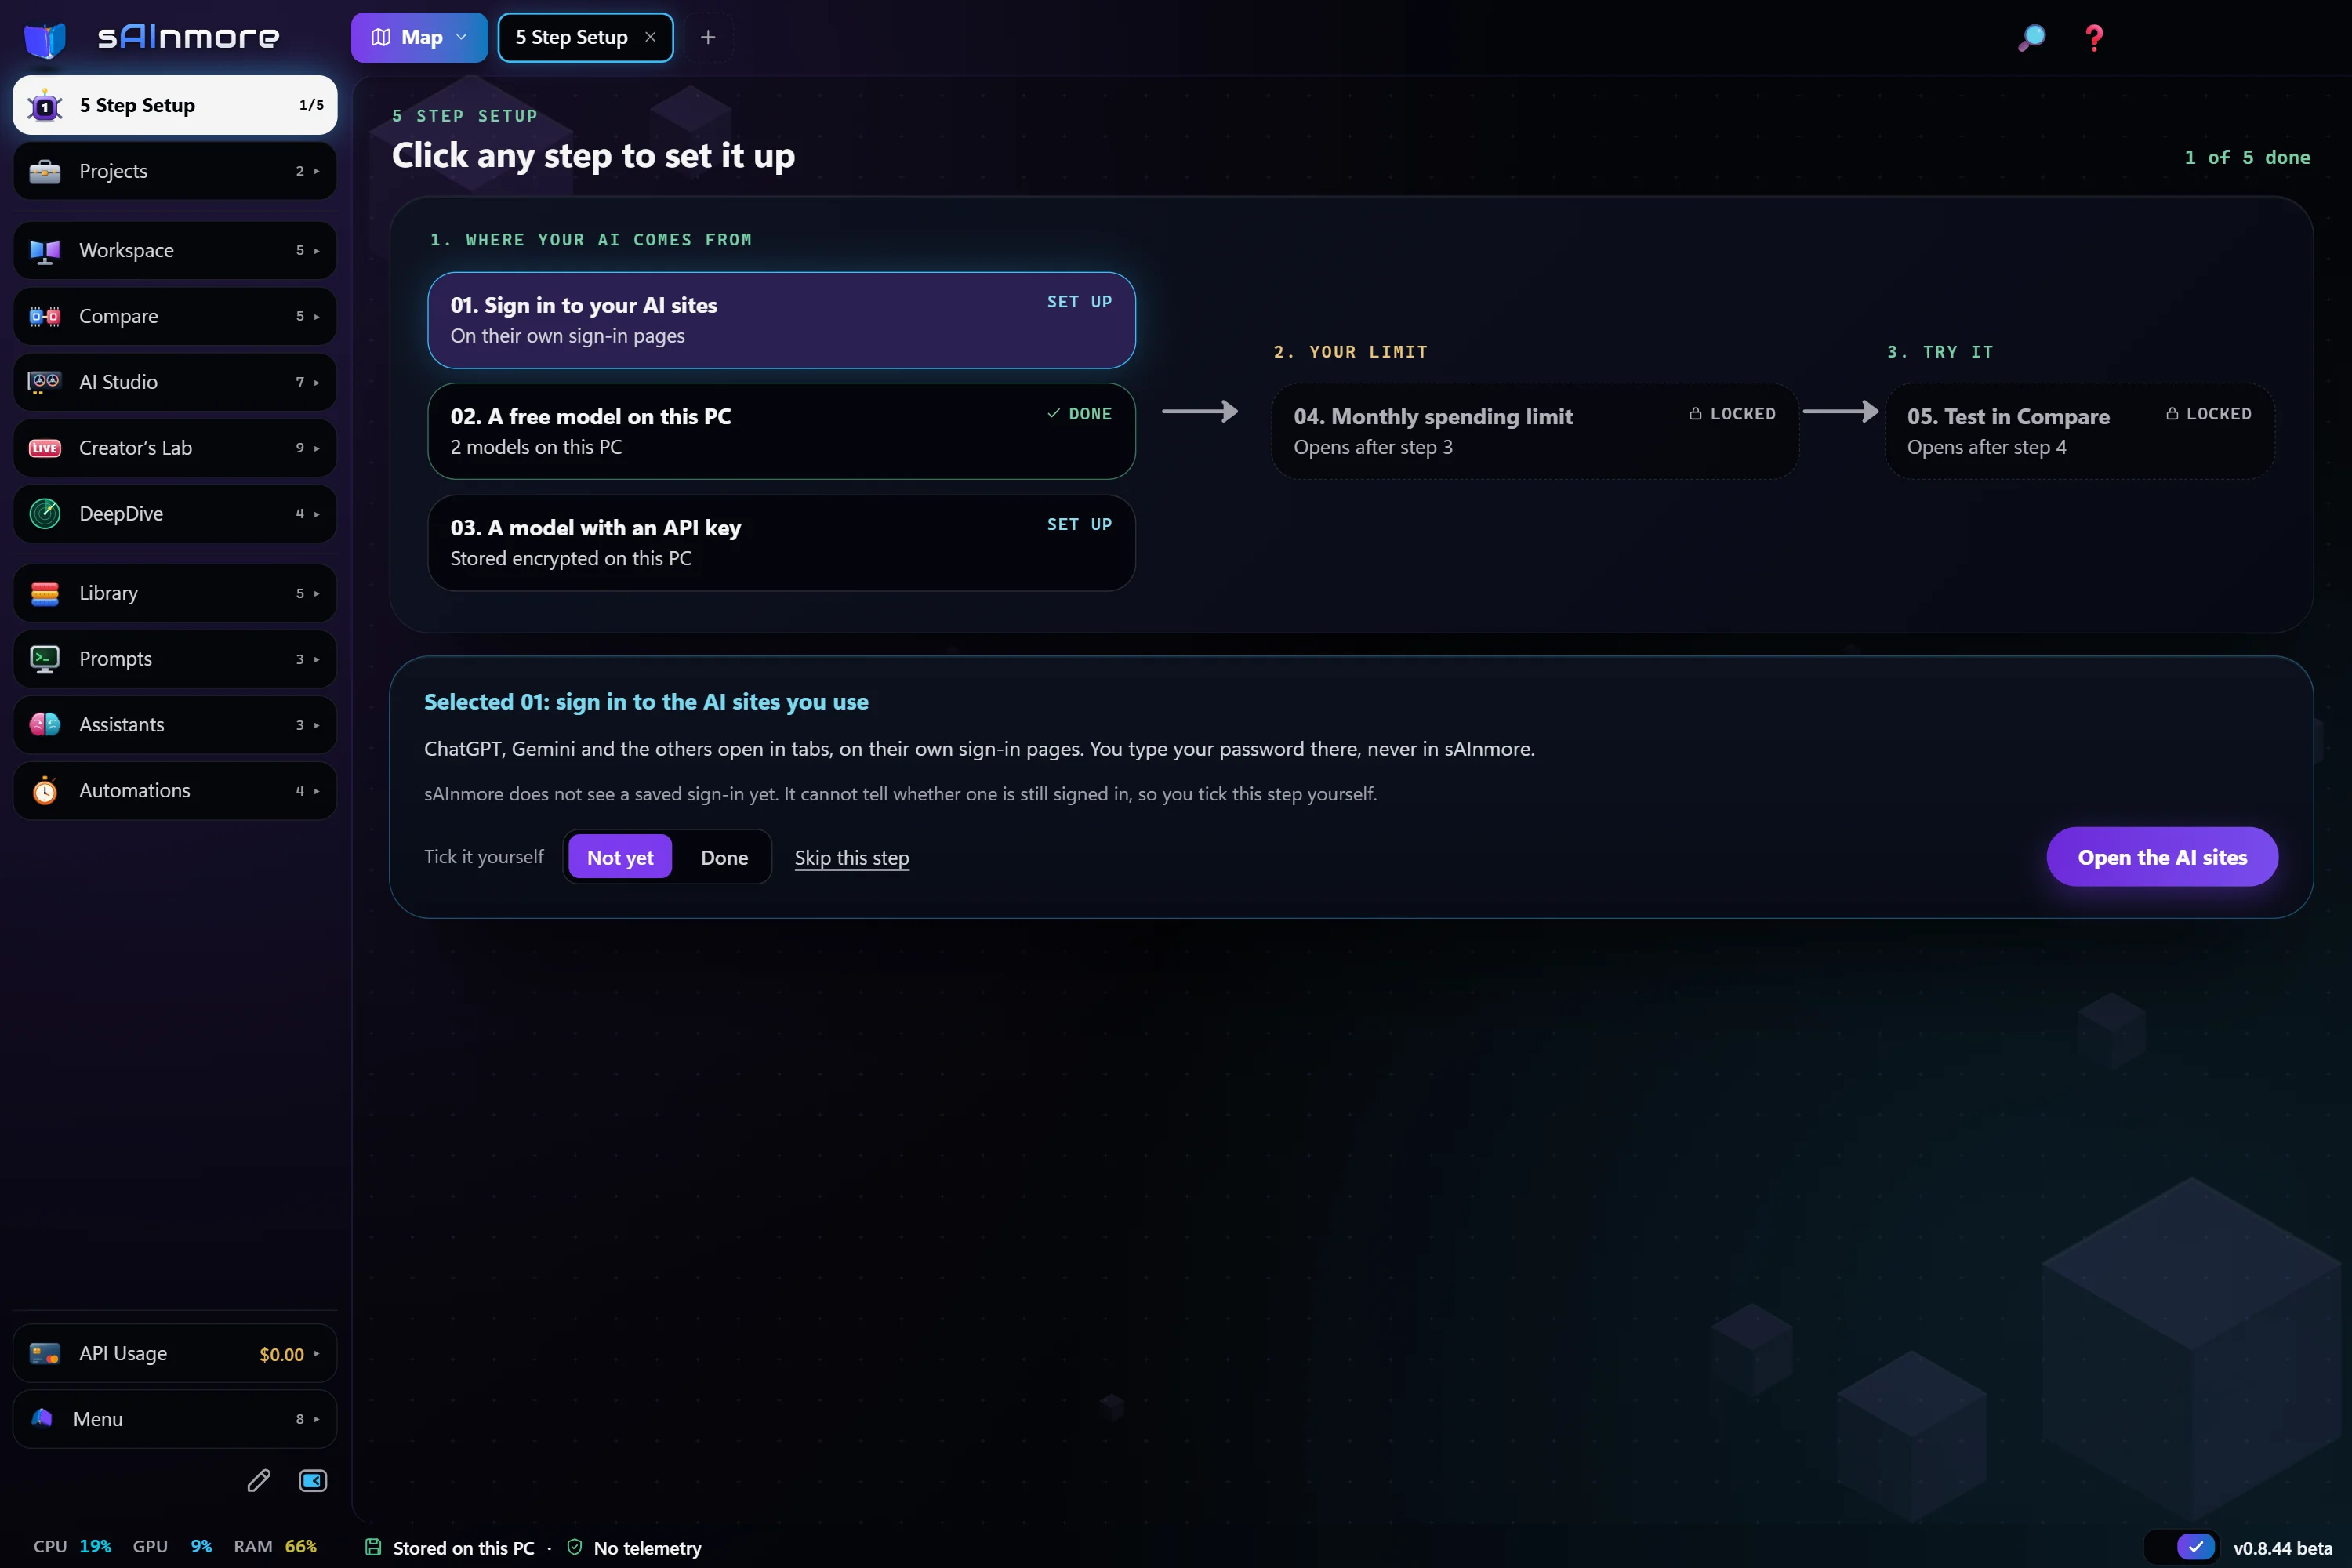 sAInmore
Map
5 Step Setup
5 Step Setup 1/5
Projects 2
Workspace 5
Compare 5
AI Studio 7
LIVE Creator's Lab 9
DeepDive 4
Library 5
Prompts 3
Assistants 3
Automations 4
API Usage $0.00
Menu 8
CPU 19% GPU 9% RAM 66%
5 STEP SETUP
Click any step to set it up
1 of 5 done
1. WHERE YOUR AI COMES FROM
01. Sign in to your AI sites SET UP
On their own sign-in pages
02. A free model on this PC DONE
2 models on this PC
03. A model with an API key SET UP
Stored encrypted on this PC
2. YOUR LIMIT
04. Monthly spending limit LOCKED
Opens after step 3
3. TRY IT
05. Test in Compare LOCKED
Opens after step 4
Selected 01: sign in to the AI sites you use
ChatGPT, Gemini and the others open in tabs, on their own sign-in pages. You type your password there, never in sAInmore.
sAInmore does not see a saved sign-in yet. It cannot tell whether one is still signed in, so you tick this step yourself.
Tick it yourself Not yet Done Skip this step
Open the AI sites
Stored on this PC · No telemetry
v0.8.44 beta